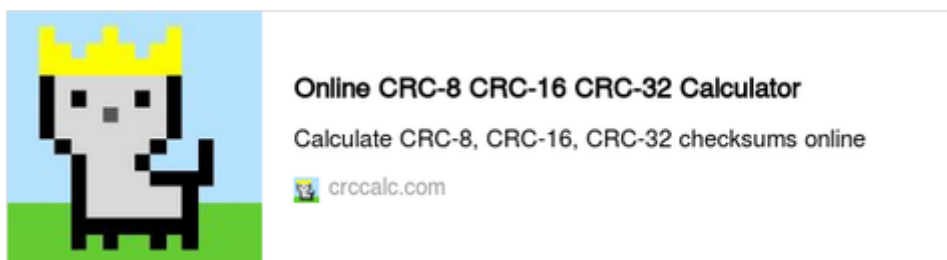 Online CRC-8 CRC-16 CRC-32 Calculator
Calculate CRC-8, CRC-16, CRC-32 checksums online
crccalc.com